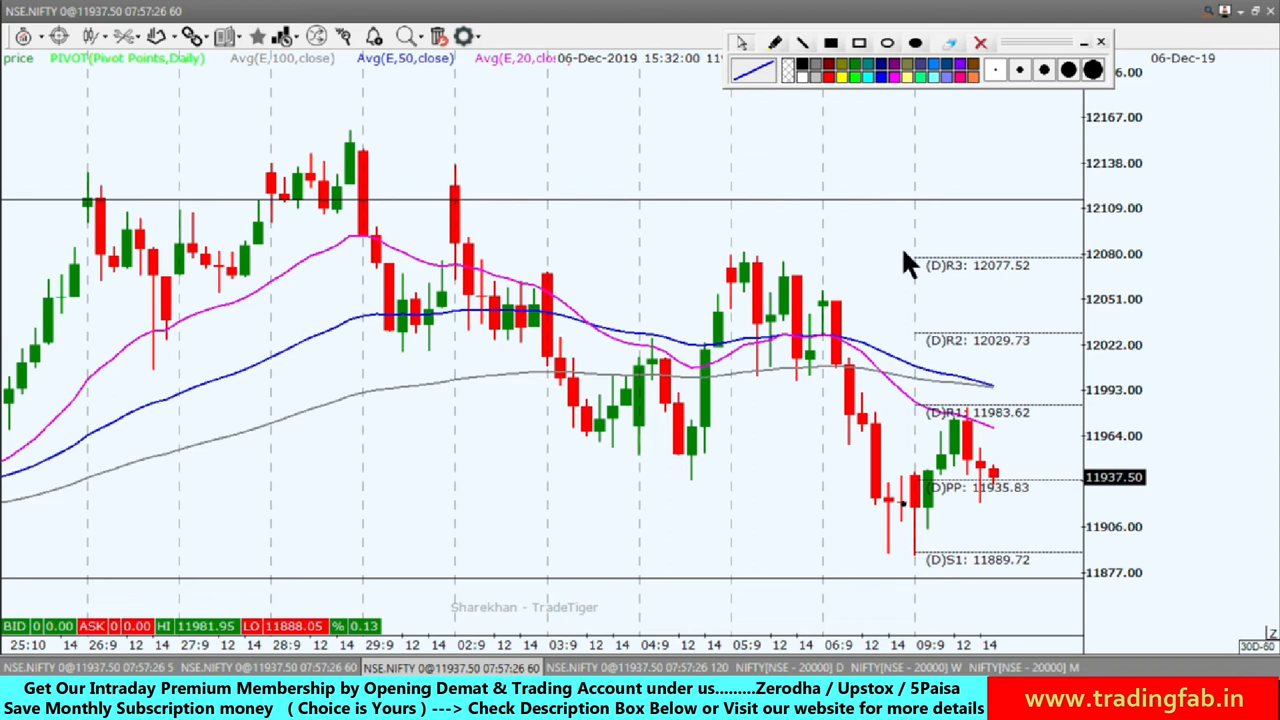 NSE.NIFTY 0@11937.50 07:57:26 60
price PIVOT(Pivot Points,Daily) Avg(E,100,close) Avg(E,50,close) Avg(E,20,clos 06-Dec-2019 15:32:00
06-Dec-19
12167.00
12138.00
12109.00
12080.00
(D)R3: 12077.52
12051.00
(D)R2: 12029.73
12022.00
11993.00
(D)R1: 11983.62
11964.00
11937.50
(D)PP: 11935.83
11906.00
(D)S1: 11889.72
11877.00
Sharekhan - TradeTiger
BID 0 0.00 ASK 0 0.00 HI 11981.95 LO 11888.05 % 0.13
25:10 14 26:9 12 14 27:9 12 14 28:9 12 14 29:9 12 14 02:9 12 14 03:9 12 14 04:9 12 14 05:9 12 14 06:9 12 14 09:9 12 14
30D-60
NSE.NIFTY 0@11937.50 07:57:26 5 NSE.NIFTY 0@11937.50 07:57:26 60 NSE.NIFTY 0@11937.50 07:57:26 60 NSE.NIFTY 0@11937.50 07:57:26 120 NIFTY[NSE - 20000] D NIFTY[NSE - 20000] W NIFTY[NSE - 20000] M
Get Our Intraday Premium Membership by Opening Demat & Trading Account under us.........Zerodha / Upstox / 5Paisa
Save Monthly Subscription money ( Choice is Yours ) ---> Check Description Box Below or Visit our website for more details
www.tradingfab.in